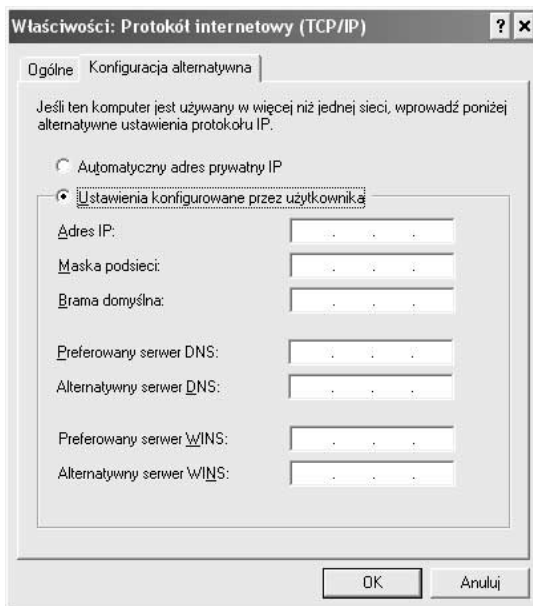 Właściwości: Protokół internetowy (TCP/IP)
Ogólne
Konfiguracja alternatywna
Jeśli ten komputer jest używany w więcej niż jednej sieci, wprowadź poniżej
alternatywne ustawienia protokołu IP.
Automatyczny adres prywatny IP
Ustawienia konfigurowane przez użytkownika
Adres IP:
Maska podsieci:
Brama domyślna:
Preferowany serwer DNS:
Alternatywny serwer DNS:
Preferowany serwer WINS:
Alternatywny serwer WINS:
OK
Anuluj